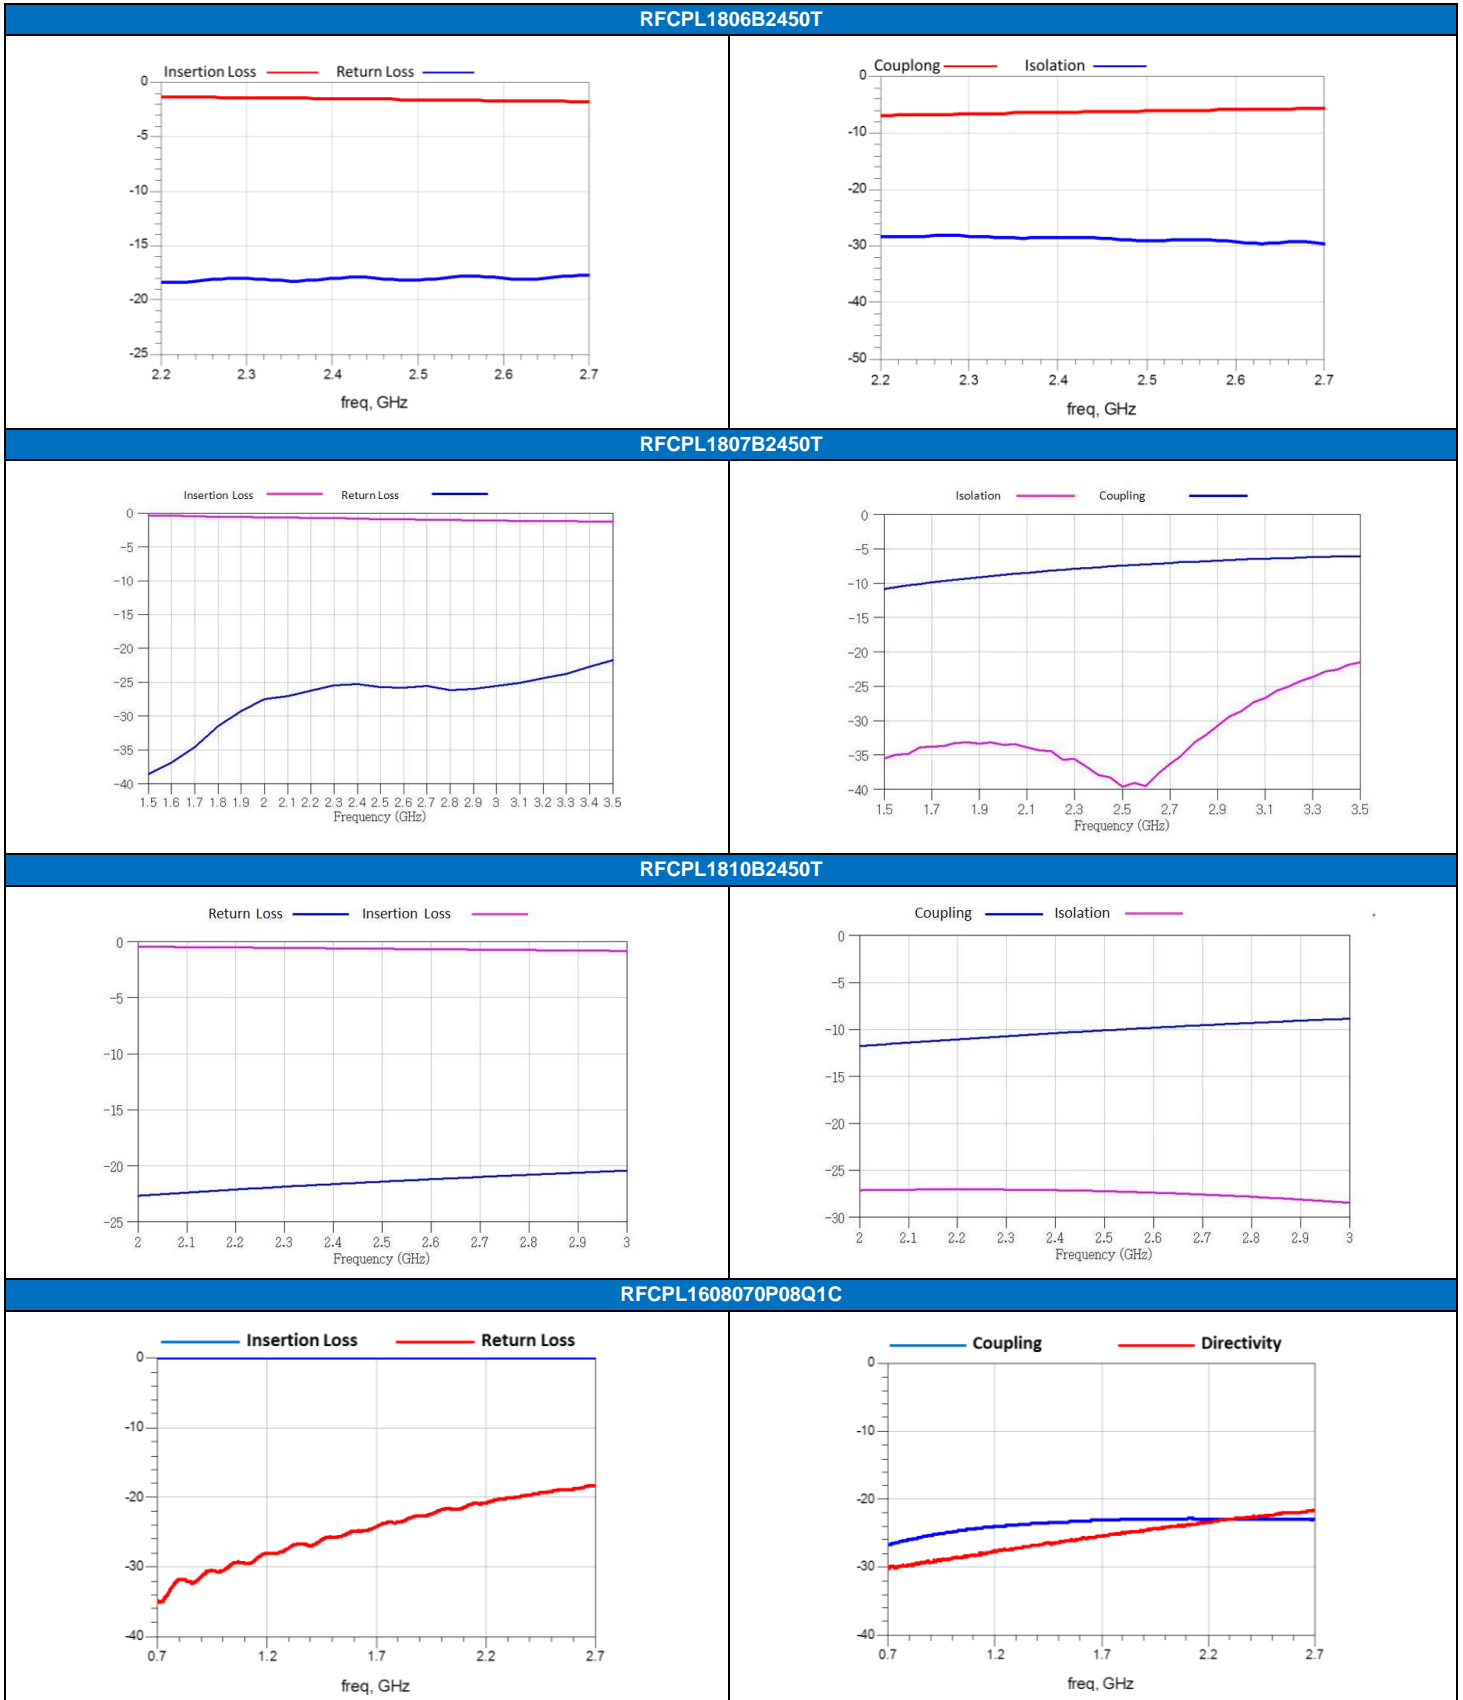 RFCPL1806B2450T
Insertion Loss Return Loss
0
-5
-10
-15
-20
-25
2.2 2.3 2.4 2.5 2.6 2.7
freq, GHz
Couplong Isolation
0
-10
-20
-30
-40
-50
2.2 2.3 2.4 2.5 2.6 2.7
freq, GHz
RFCPL1807B2450T
Insertion Loss Return Loss
0
-5
-10
-15
-20
-25
-30
-35
-40
1.5 1.6 1.7 1.8 1.9 2 2.1 2.2 2.3 2.4 2.5 2.6 2.7 2.8 2.9 3 3.1 3.2 3.3 3.4 3.5
Frequency (GHz)
Isolation Coupling
0
-5
-10
-15
-20
-25
-30
-35
-40
1.5 1.7 1.9 2.1 2.3 2.5 2.7 2.9 3.1 3.3 3.5
Frequency (GHz)
RFCPL1810B2450T
Return Loss Insertion Loss
0
-5
-10
-15
-20
-25
2 2.1 2.2 2.3 2.4 2.5 2.6 2.7 2.8 2.9 3
Frequency (GHz)
Coupling Isolation
0
-5
-10
-15
-20
-25
-30
2 2.1 2.2 2.3 2.4 2.5 2.6 2.7 2.8 2.9 3
Frequency (GHz)
RFCPL1608070P08Q1C
Insertion Loss Return Loss
0
-10
-20
-30
-40
0.7 1.2 1.7 2.2 2.7
freq, GHz
Coupling Directivity
0
-10
-20
-30
-40
0.7 1.2 1.7 2.2 2.7
freq, GHz